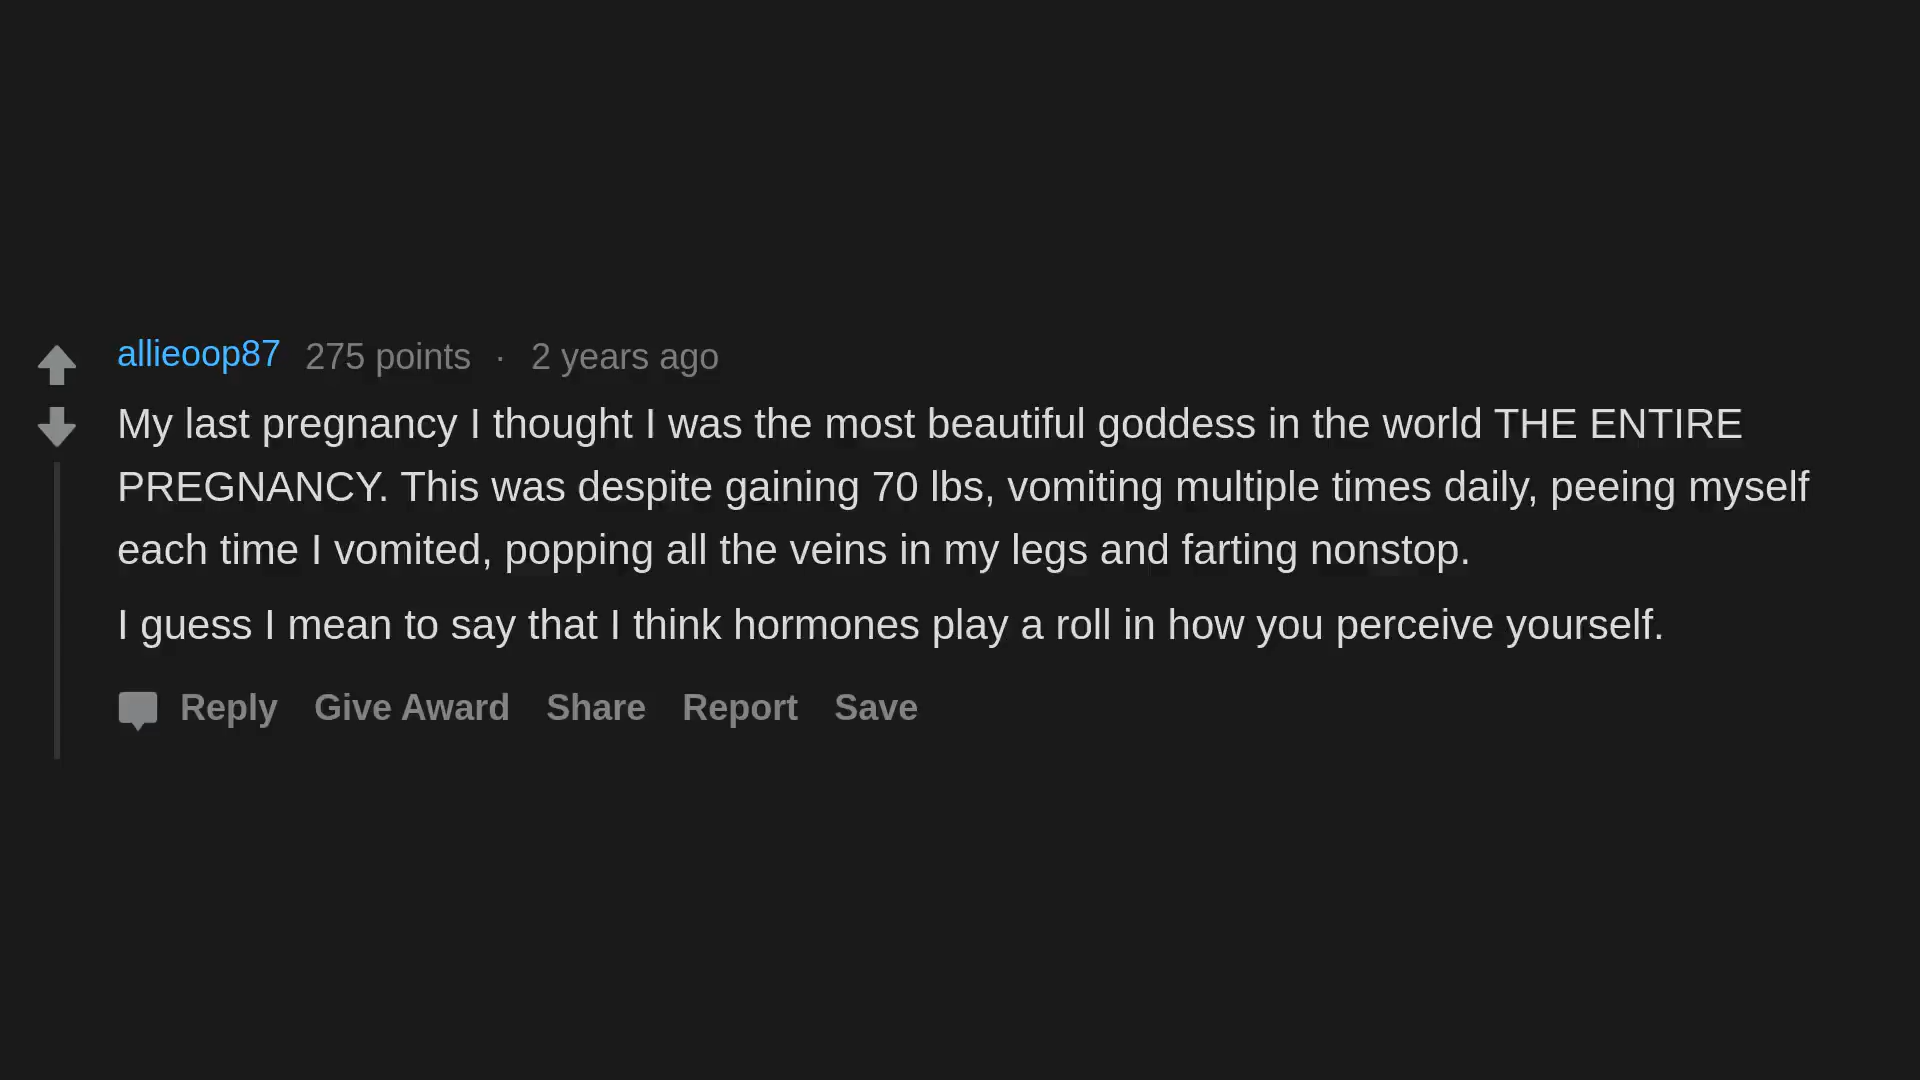 allieoop87 275 points · 2 years ago
My last pregnancy I thought I was the most beautiful goddess in the world THE ENTIRE
PREGNANCY. This was despite gaining 70 lbs, vomiting multiple times daily, peeing myself
each time I vomited, popping all the veins in my legs and farting nonstop.
I guess I mean to say that I think hormones play a roll in how you perceive yourself.
Reply Give Award Share Report Save